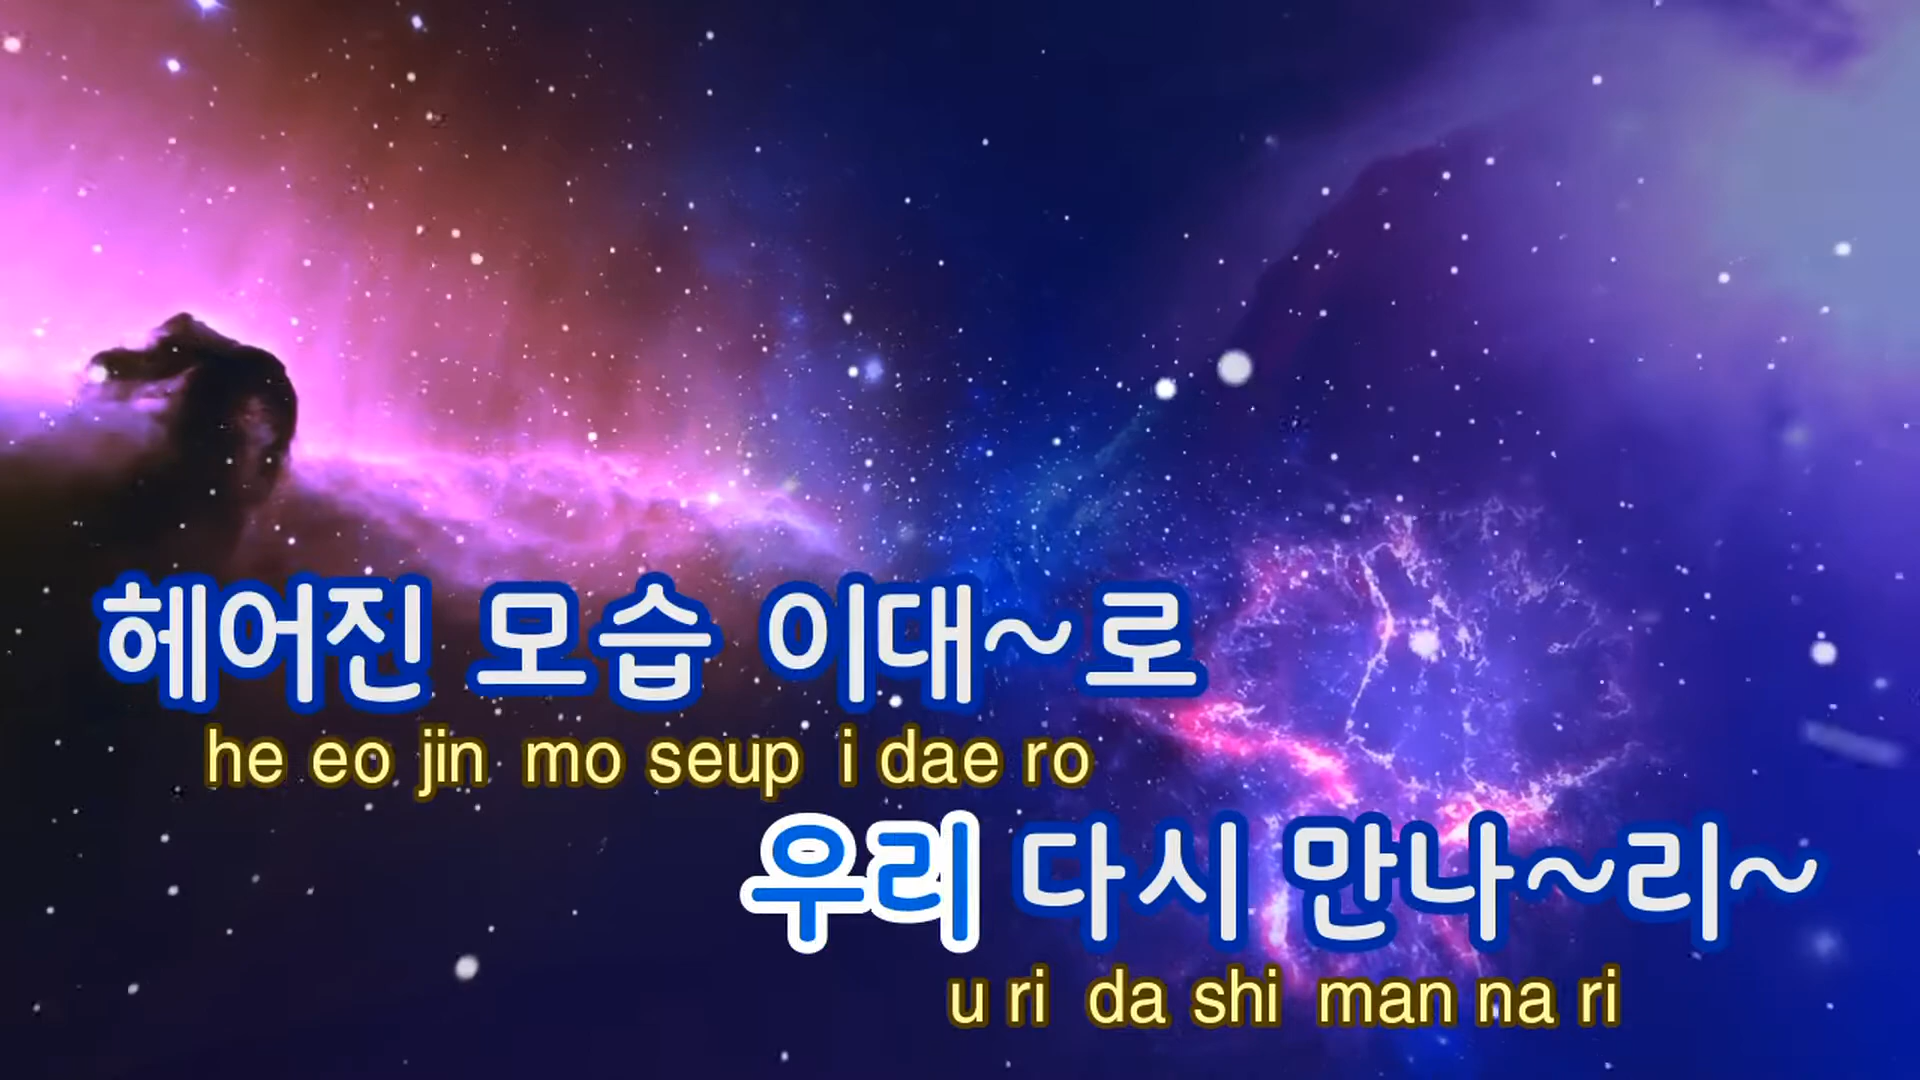 헤어진 모습 이대~로
he eo jin mo seup i dae ro
우리 다시 만나~리~
u ri da shi man na ri